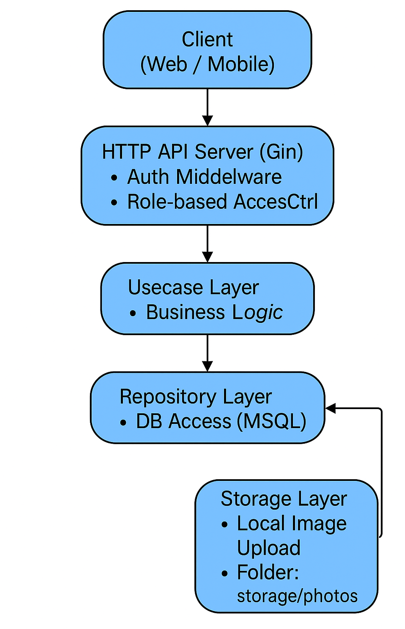 Client
(Web / Mobile)
HTTP API Server (Gin)
• Auth Middelware
• Role-based AccesCtrl
Usecase Layer
• Business Logic
Repository Layer
• DB Access (MSQL)
Storage Layer
• Local Image
Upload
• Folder:
storage/photos